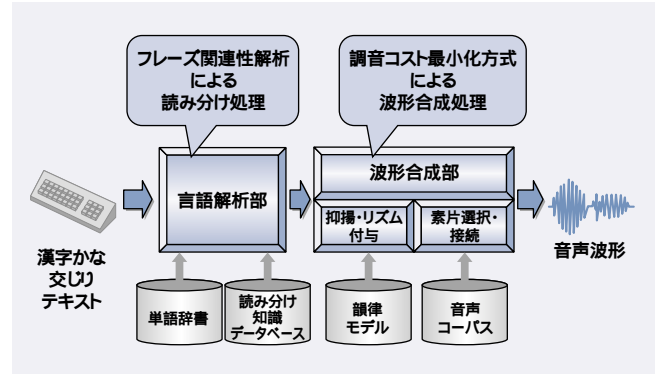 フレーズ関連性解析
による
読み分け処理
調音コスト最小化方式
による
波形合成処理
言語解析部
波形合成部
抑揚・リズム
付与
素片選択・
接続
漢字かな
交じり
テキスト
音声波形
単語辞書
読み分け
知識
データベース
韻律
モデル
音声
コーパス